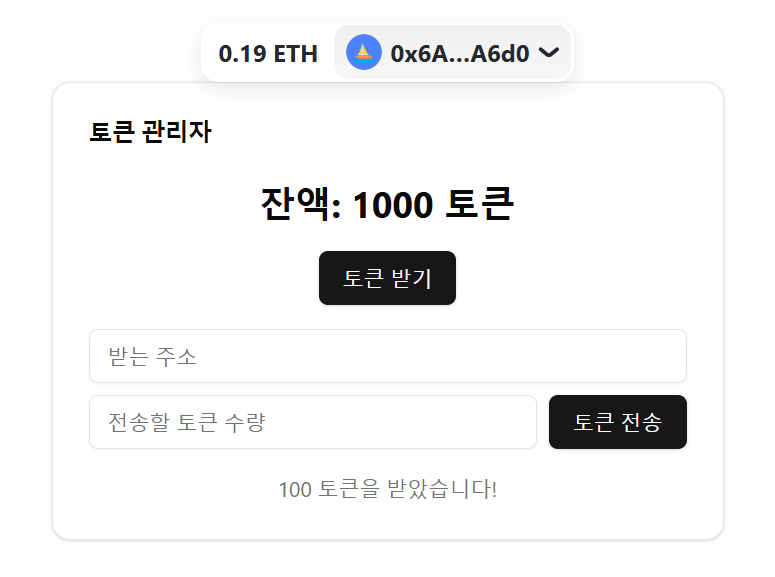 0.19 ETH 0x6A...A6d0
토큰 관리자
잔액: 1000 토큰
토큰 받기
받는 주소
전송할 토큰 수량 토큰 전송
100 토큰을 받았습니다!